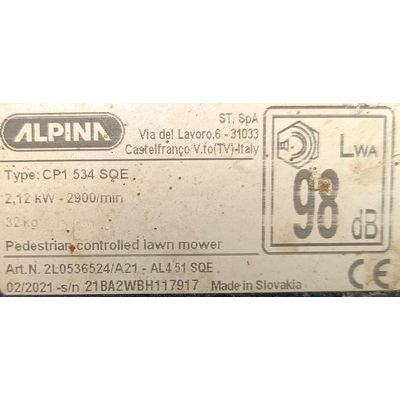 ALPINA
ST. SpA
Via del Lavoro,6 - 31033
Castelfranco V.to(TV)-Italy
Type: CP1 534 SQE
2,12 kW - 2900/min
32 kg
Pedestrian controlled lawn mower
LWA
98 dB
Art.N. 2L0536524/A21 - AL4 51 SQE
02/2021 -s/n 21BA2WBH117917 Made in Slovakia
CE